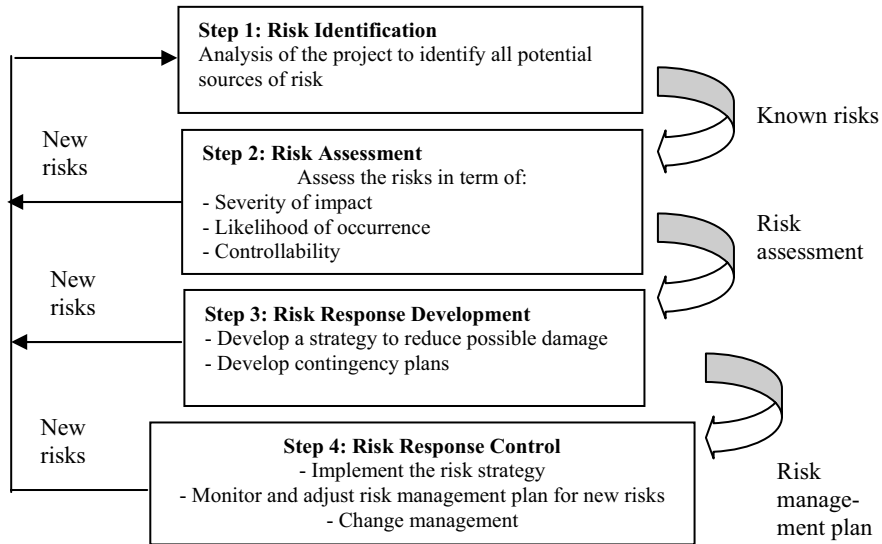 Step 1: Risk Identification
Analysis of the project to identify all potential
sources of risk
Known risks
New
risks
Step 2: Risk Assessment
Assess the risks in term of:
- Severity of impact
- Likelihood of occurrence
- Controllability
Risk
assessment
New
risks
Step 3: Risk Response Development
- Develop a strategy to reduce possible damage
- Develop contingency plans
New
risks
Step 4: Risk Response Control
- Implement the risk strategy
- Monitor and adjust risk management plan for new risks
- Change management
Risk
manage-
ment plan